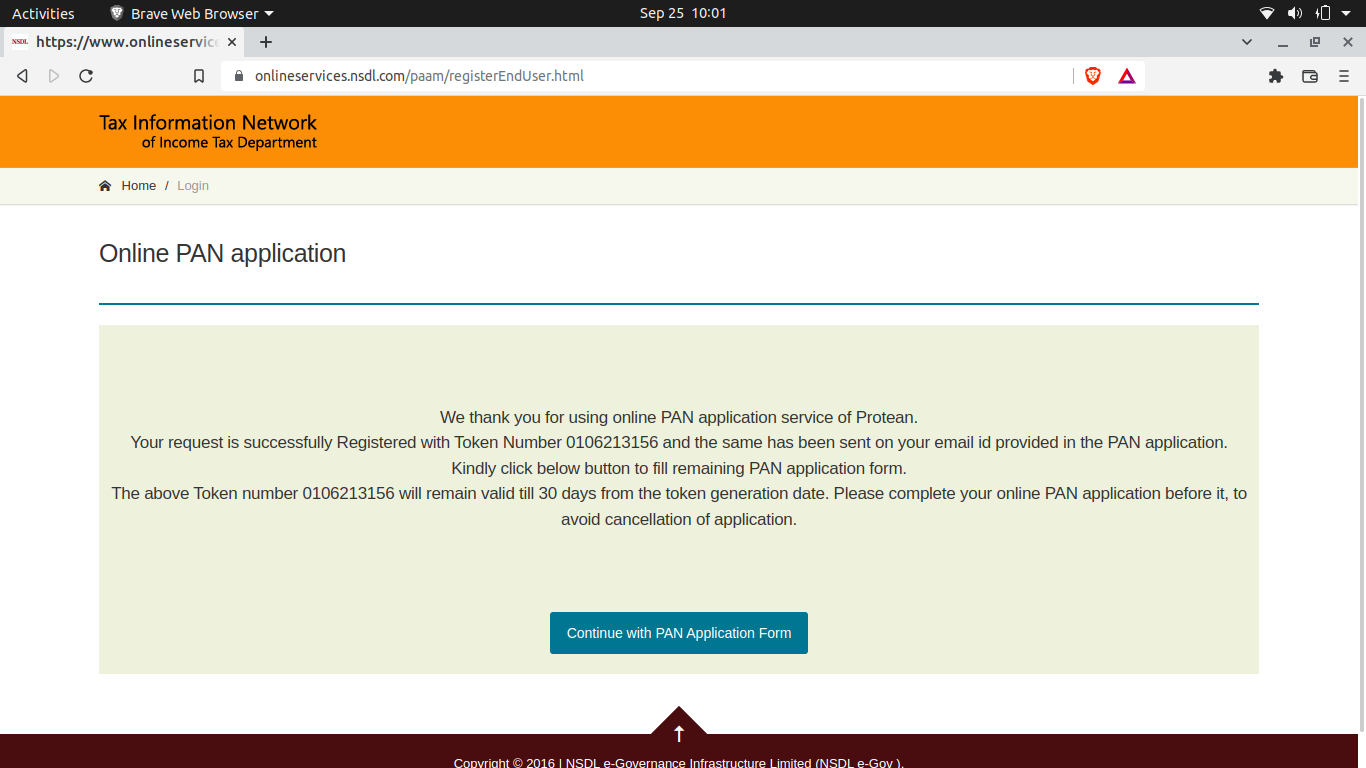 Activities
Brave Web Browser
Sep 25 10:01
NSDL
https://www.onlineservice
onlineservices.nsdl.com/paam/registerEndUser.html
Tax Information Network
of Income Tax Department
Home / Login
Online PAN application
We thank you for using online PAN application service of Protean.
Your request is successfully Registered with Token Number 0106213156 and the same has been sent on your email id provided in the PAN application.
Kindly click below button to fill remaining PAN application form.
The above Token number 0106213156 will remain valid till 30 days from the token generation date. Please complete your online PAN application before it, to
avoid cancellation of application.
Continue with PAN Application Form
Copyright © 2016 | NSDL e-Governance Infrastructure Limited (NSDL e-Gov ).